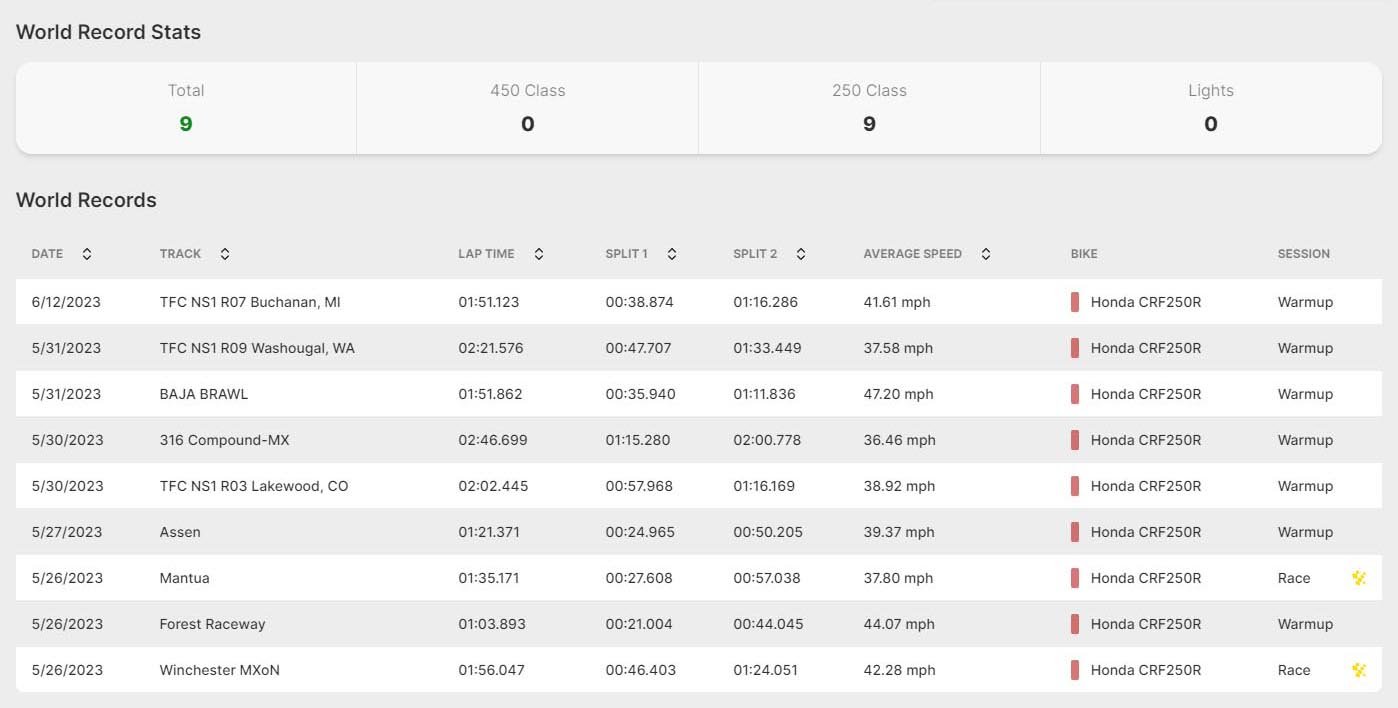 World Record Stats
Total 450 Class 250 Class Lights
9 0 9 0
World Records
DATE TRACK LAP TIME SPLIT 1 SPLIT 2 AVERAGE SPEED BIKE SESSION
6/12/2023 TFC NS1 R07 Buchanan, MI 01:51.123 00:38.874 01:16.286 41.61 mph Honda CRF250R Warmup
5/31/2023 TFC NS1 R09 Washougal, WA 02:21.576 00:47.707 01:33.449 37.58 mph Honda CRF250R Warmup
5/31/2023 BAJA BRAWL 01:51.862 00:35.940 01:11.836 47.20 mph Honda CRF250R Warmup
5/30/2023 316 Compound-MX 02:46.699 01:15.280 02:00.778 36.46 mph Honda CRF250R Warmup
5/30/2023 TFC NS1 R03 Lakewood, CO 02:02.445 00:57.968 01:16.169 38.92 mph Honda CRF250R Warmup
5/27/2023 Assen 01:21.371 00:24.965 00:50.205 39.37 mph Honda CRF250R Warmup
5/26/2023 Mantua 01:35.171 00:27.608 00:57.038 37.80 mph Honda CRF250R Race
5/26/2023 Forest Raceway 01:03.893 00:21.004 00:44.045 44.07 mph Honda CRF250R Warmup
5/26/2023 Winchester MXoN 01:56.047 00:46.403 01:24.051 42.28 mph Honda CRF250R Race